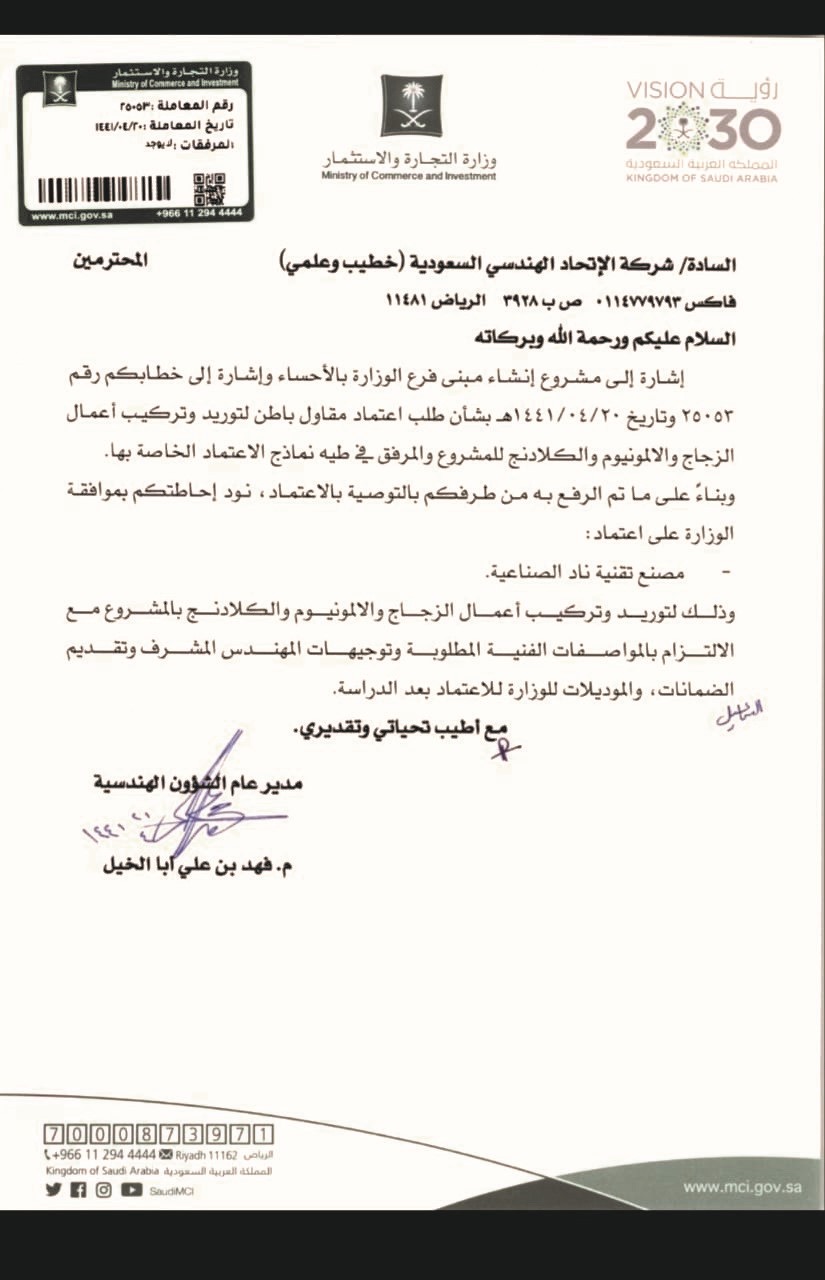 وزارة التجارة والاستثمار
Ministry of Commerce and Investment
رقم المعاملة :٢٥٠٥٣
تاريخ المعاملة :١٤٤١/٠٤/٢٠
المرفقات :لايوجد
www.mci.gov.sa +966 11 294 4444
وزارة التجارة والاستثمار
Ministry of Commerce and Investment
VISION رؤيــــة
2030
المملكة العربية السعودية
KINGDOM OF SAUDI ARABIA
السادة/ شركة الإتحاد الهندسي السعودية (خطيب وعلمي) المحترمين
فاكس ٠١١٤٧٧٩٧٩٣ ص ب ٣٩٢٨ الرياض ١١٤٨١
السلام عليكم ورحمة الله وبركاته
إشارة إلى مشروع إنشاء مبنى فرع الوزارة بالأحساء وإشارة إلى خطابكم رقم
٢٥٠٥٣ وتاريخ ١٤٤١/٠٤/٢٠هـ بشأن طلب اعتماد مقاول باطن لتوريد وتركيب أعمال
الزجاج والالمونيوم والكلادنج للمشروع والمرفق في طيه نماذج الاعتماد الخاصة بها.
وبناءً على ما تم الرفع به من طرفكم بالتوصية بالاعتماد، نود إحاطتكم بموافقة
الوزارة على اعتماد:
- مصنع تقنية ناد الصناعية.
وذلك لتوريد وتركيب أعمال الزجاج والالمونيوم والكلادنج بالمشروع مع
الالتزام بالمواصفات الفنية المطلوبة وتوجيهات المهندس المشرف وتقديم
الضمانات، والموديلات للوزارة للاعتماد بعد الدراسة.
مع أطيب تحياتي وتقديري.
مدير عام الشؤون الهندسية
م. فهد بن علي أبا الخيل
7000873971
+966 11 294 4444 Riyadh 11162 الرياض
Kingdom of Saudi Arabia المملكة العربية السعودية
SaudiMCI
www.mci.gov.sa